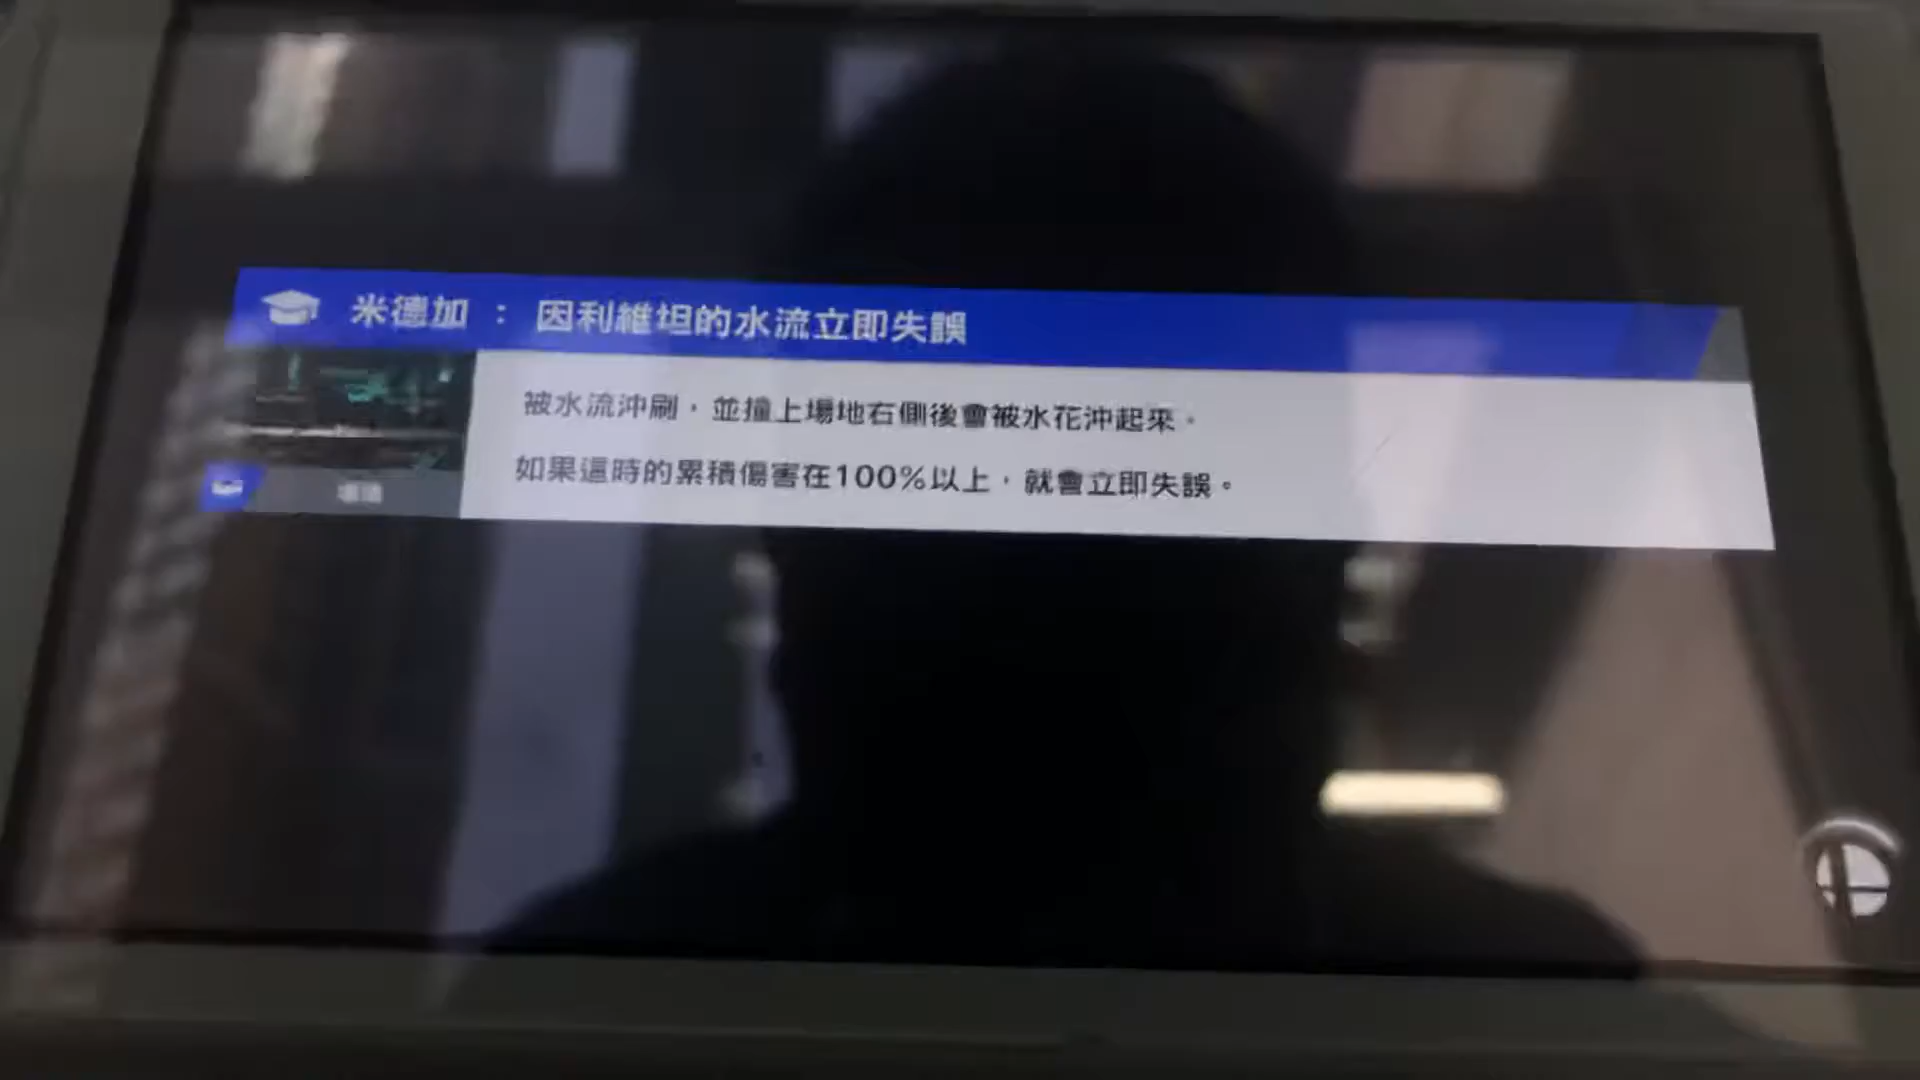 米德加：因利維坦的水流立即失誤
被水流沖刷，並撞上場地右側後會被水花沖起來。
如果這時的累積傷害在100%以上，就會立即失誤。